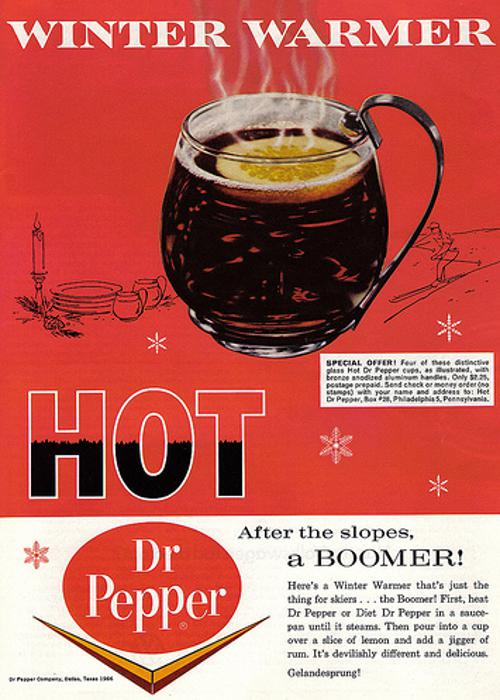 WINTER WARMER
SPECIAL OFFER! Four of these distinctive
glass Hot Dr Pepper cups, as illustrated, with
bronze anodized aluminum handles. Only $2.25,
postage prepaid. Send check or money order (no
stamps) with your name and address to: Hot
Dr Pepper, Box #28, Philadelphia 5, Pennsylvania.
HOT
Dr
Pepper
®
After the slopes,
a BOOMER!
Here's a Winter Warmer that's just the
thing for skiers . . . the Boomer! First, heat
Dr Pepper or Diet Dr Pepper in a sauce-
pan until it steams. Then pour into a cup
over a slice of lemon and add a jigger of
rum. It's devilishly different and delicious.
Gelandesprung!
Dr Pepper Company, Dallas, Texas 1966